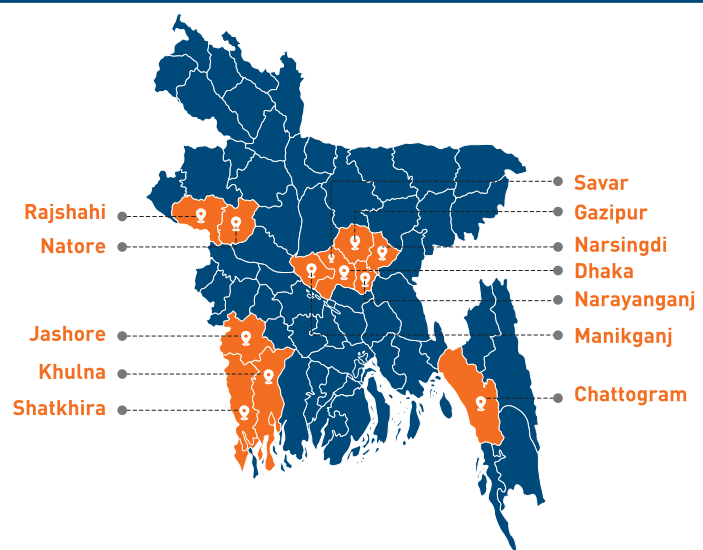 Rajshahi
Natore
Jashore
Khulna
Shatkhira
Savar
Gazipur
Narsingdi
Dhaka
Narayanganj
Manikganj
Chattogram